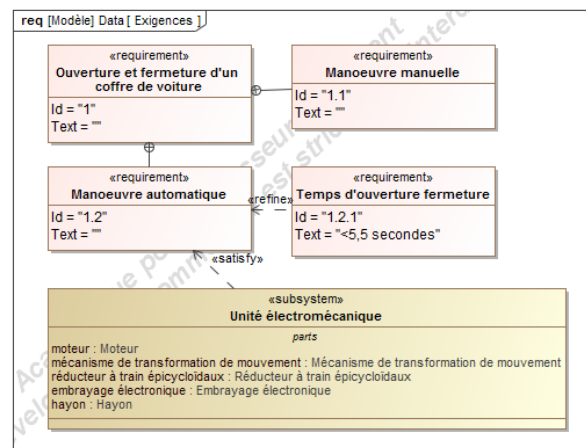 req [Modèle] Data [ Exigences ]
«requirement»
Ouverture et fermeture d'un
coffre de voiture
Id = "1"
Text = ""
«requirement»
Manoeuvre manuelle
Id = "1.1"
Text = ""
«requirement»
Manoeuvre automatique
Id = "1.2"
Text = ""
«refine»
«requirement»
Temps d'ouverture fermeture
Id = "1.2.1"
Text = "<5,5 secondes"
«satisfy»
«subsystem»
Unité électromécanique
parts
moteur : Moteur
mécanisme de transformation de mouvement : Mécanisme de transformation de mouvement
réducteur à train épicycloïdaux : Réducteur à train épicycloïdaux
embrayage électronique : Embrayage électronique
hayon : Hayon